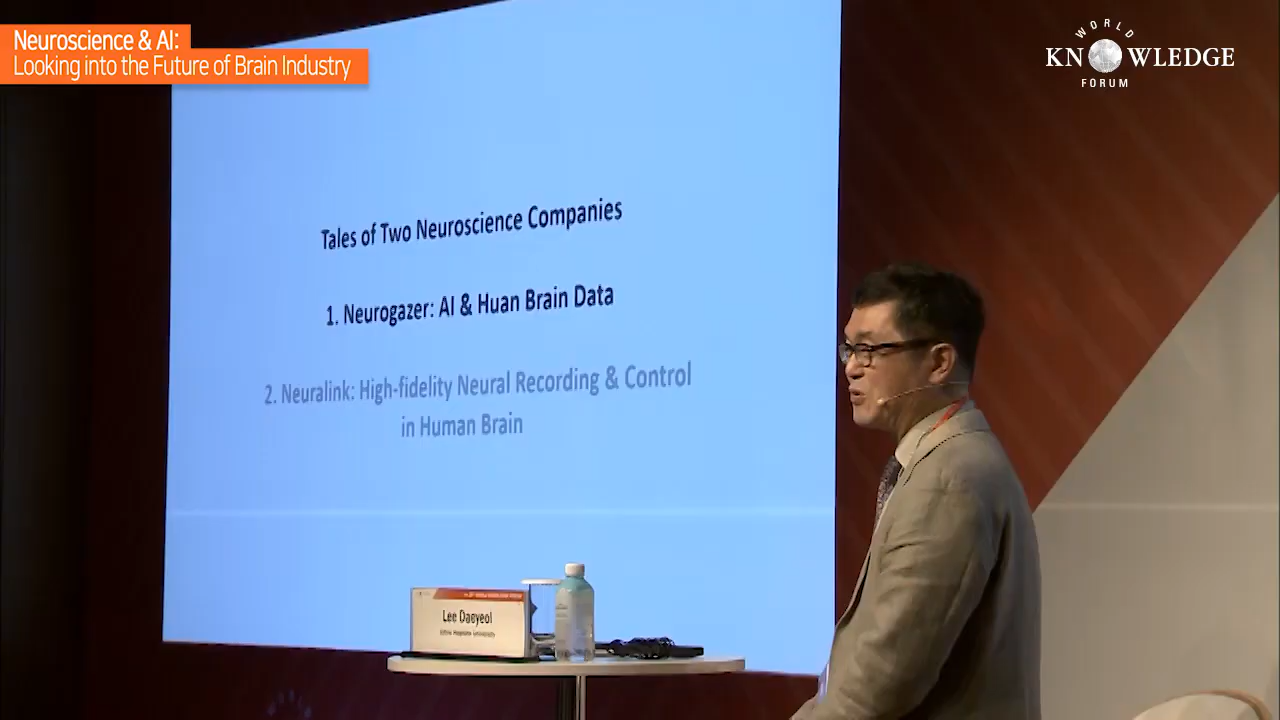 Neuroscience & AI:
Looking into the Future of Brain Industry
WORLD
KNOWLEDGE
FORUM
Tales of Two Neuroscience Companies
1. Neurogazer: AI & Huan Brain Data
2. Neuralink: High-fidelity Neural Recording & Control
in Human Brain
Lee Daeyeol